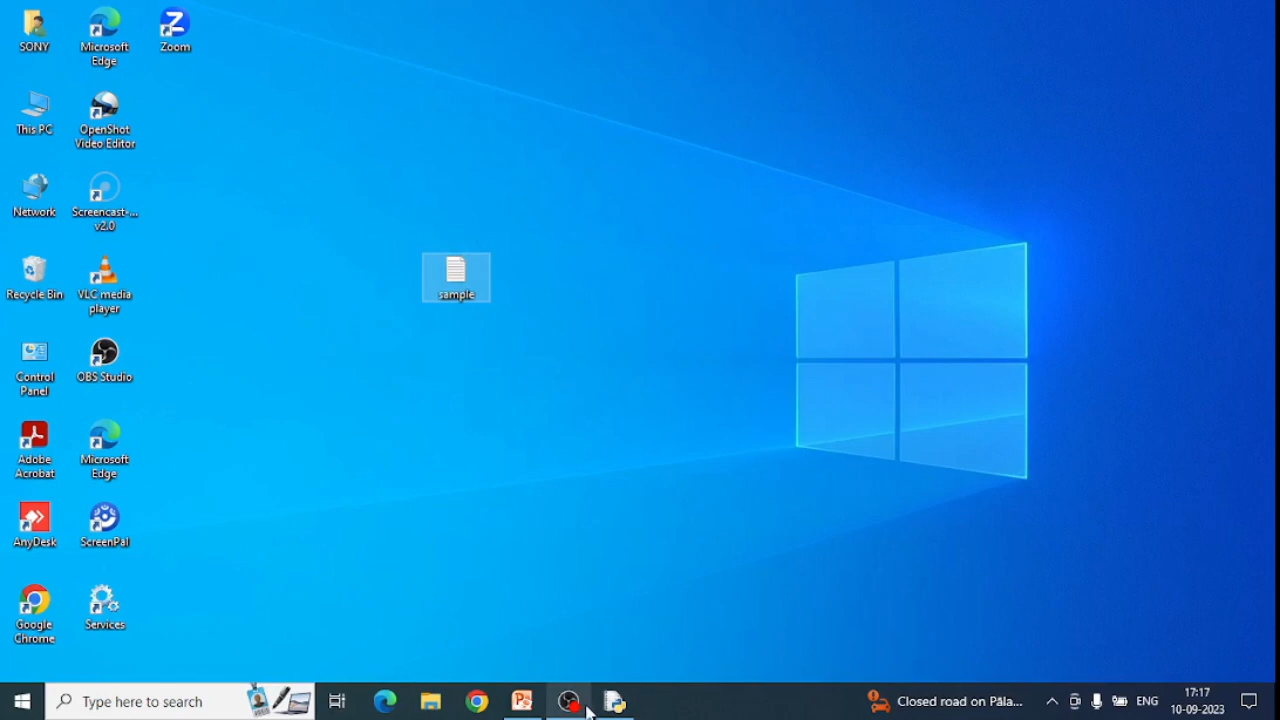 SONY
Microsoft
Edge
Zoom
This PC
OpenShot
Video Editor
Network
Screencast-...
v2.0
Recycle Bin
VLC media
player
sample
Control
Panel
OBS Studio
Adobe
Acrobat
Microsoft
Edge
AnyDesk
ScreenPal
Google
Chrome
Services
Type here to search
Closed road on Pāla...
ENG
17:17
10-09-2023